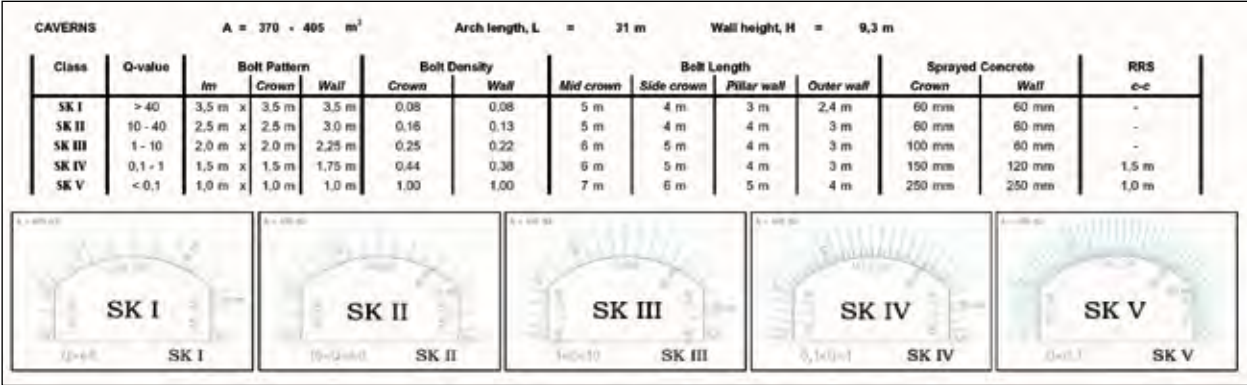 CAVERNS A = 370 - 405 m² Arch length, L = 31 m Wall height, H = 9,3 m
Class Q-value Bolt Pattern Bolt Density Bolt Length Sprayed Concrete RRS
lm Crown Wall Crown Wall Mid crown Side crown Pillar wall Outer wall Crown Wall c-c
SK I > 40 3,5 m x 3,5 m 3,5 m 0,08 0,08 5 m 4 m 3 m 2,4 m 60 mm 60 mm -
SK II 10 - 40 2,5 m x 2,5 m 3,0 m 0,16 0,13 5 m 4 m 4 m 3 m 60 mm 60 mm -
SK III 1 - 10 2,0 m x 2,0 m 2,25 m 0,25 0,22 6 m 5 m 4 m 3 m 100 mm 60 mm -
SK IV 0,1 - 1 1,5 m x 1,5 m 1,75 m 0,44 0,38 6 m 5 m 4 m 3 m 150 mm 120 mm 1,5 m
SK V < 0,1 1,0 m x 1,0 m 1,0 m 1,00 1,00 7 m 6 m 5 m 4 m 250 mm 250 mm 1,0 m
SK I SK II SK III SK IV SK V
SK I SK II 1<Q<10 SK III 0,1<Q<1 SK IV Q<0,1 SK V